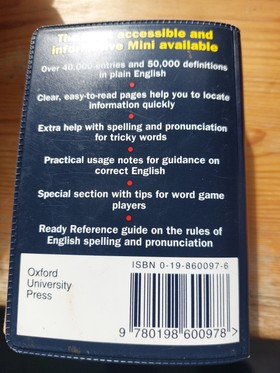 The most accessible and
informative Mini available
Over 40,000 entries and 50,000 definitions
in plain English
Clear, easy-to-read pages help you to locate
information quickly
Extra help with spelling and pronunciation
for tricky words
Practical usage notes for guidance on
correct English
Special section with tips for word game
players
Ready Reference guide on the rules of
English spelling and pronunciation
Oxford
University
Press
ISBN 0-19-860097-6
9 780198 600978 >